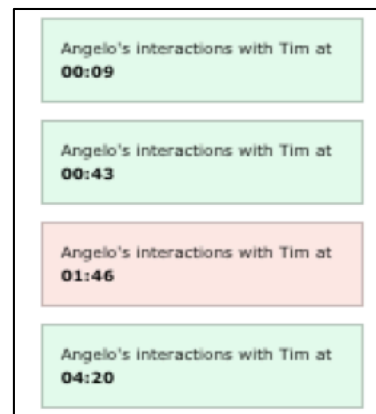 Angelo's interactions with Tim at
00:09
Angelo's interactions with Tim at
00:43
Angelo's interactions with Tim at
01:46
Angelo's interactions with Tim at
04:20